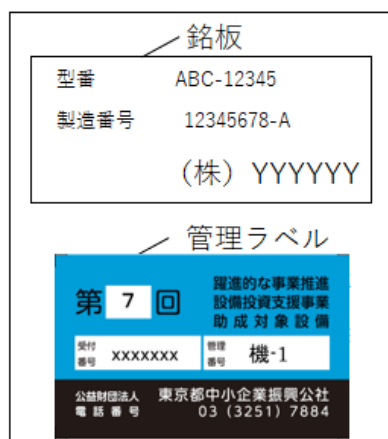 銘板
型番 ABC-12345
製造番号 12345678-A
（株）YYYYYY
管理ラベル
第 7 回
躍進的な事業推進
設備投資支援事業
助成対象設備
受付番号 XXXXXXX 管理番号 機-1
公益財団法人 東京都中小企業振興公社
電話番号 03 (3251) 7884